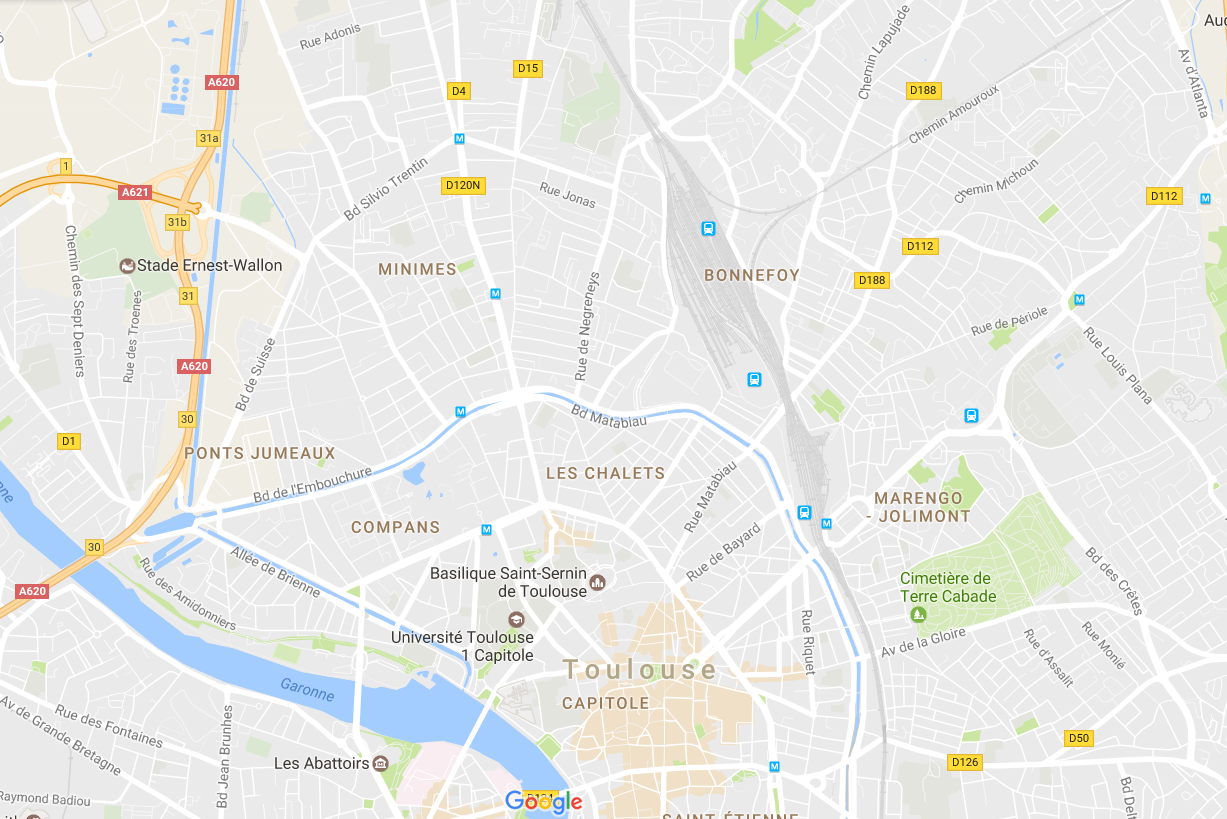 Rue Adonis
D15
A620
D4
Chemin Lapujade
D188
Av d'Atlanta
Chemin Amouroux
31a
M
1
A621
D120N
Bd Silvio Trentin
Rue Jonas
Chemin Michoun
D112
M
31b
Chemin des Sept Deniers
Stade Ernest-Wallon
MINIMES
BONNEFOY
D112
D188
31
Rue des Troenes
M
Rue de Negreneys
M
Rue de Périole
Rue Louis Plana
A620
Bd de Suisse
30
M
Bd Matabiau
D1
PONTS JUMEAUX
LES CHALETS
Bd de l'Embouchure
Rue Matabiau
MARENGO
- JOLIMONT
COMPANS
M
M
30
Rue de Bayard
Allée de Brienne
Rue des Amidonniers
Basilique Saint-Sernin
de Toulouse
Cimetière de
Terre Cabade
Bd des Crêtes
A620
Université Toulouse
1 Capitole
Rue Riquet
Av de la Gloire
Rue d'Assalit
Rue Monié
Toulouse
CAPITOLE
Garonne
Av de Grande Bretagne
Rue des Fontaines
Bd Jean Brunhes
Les Abattoirs
D50
D126
M
Raymond Badiou
Google
SAINT-ÉTIENNE